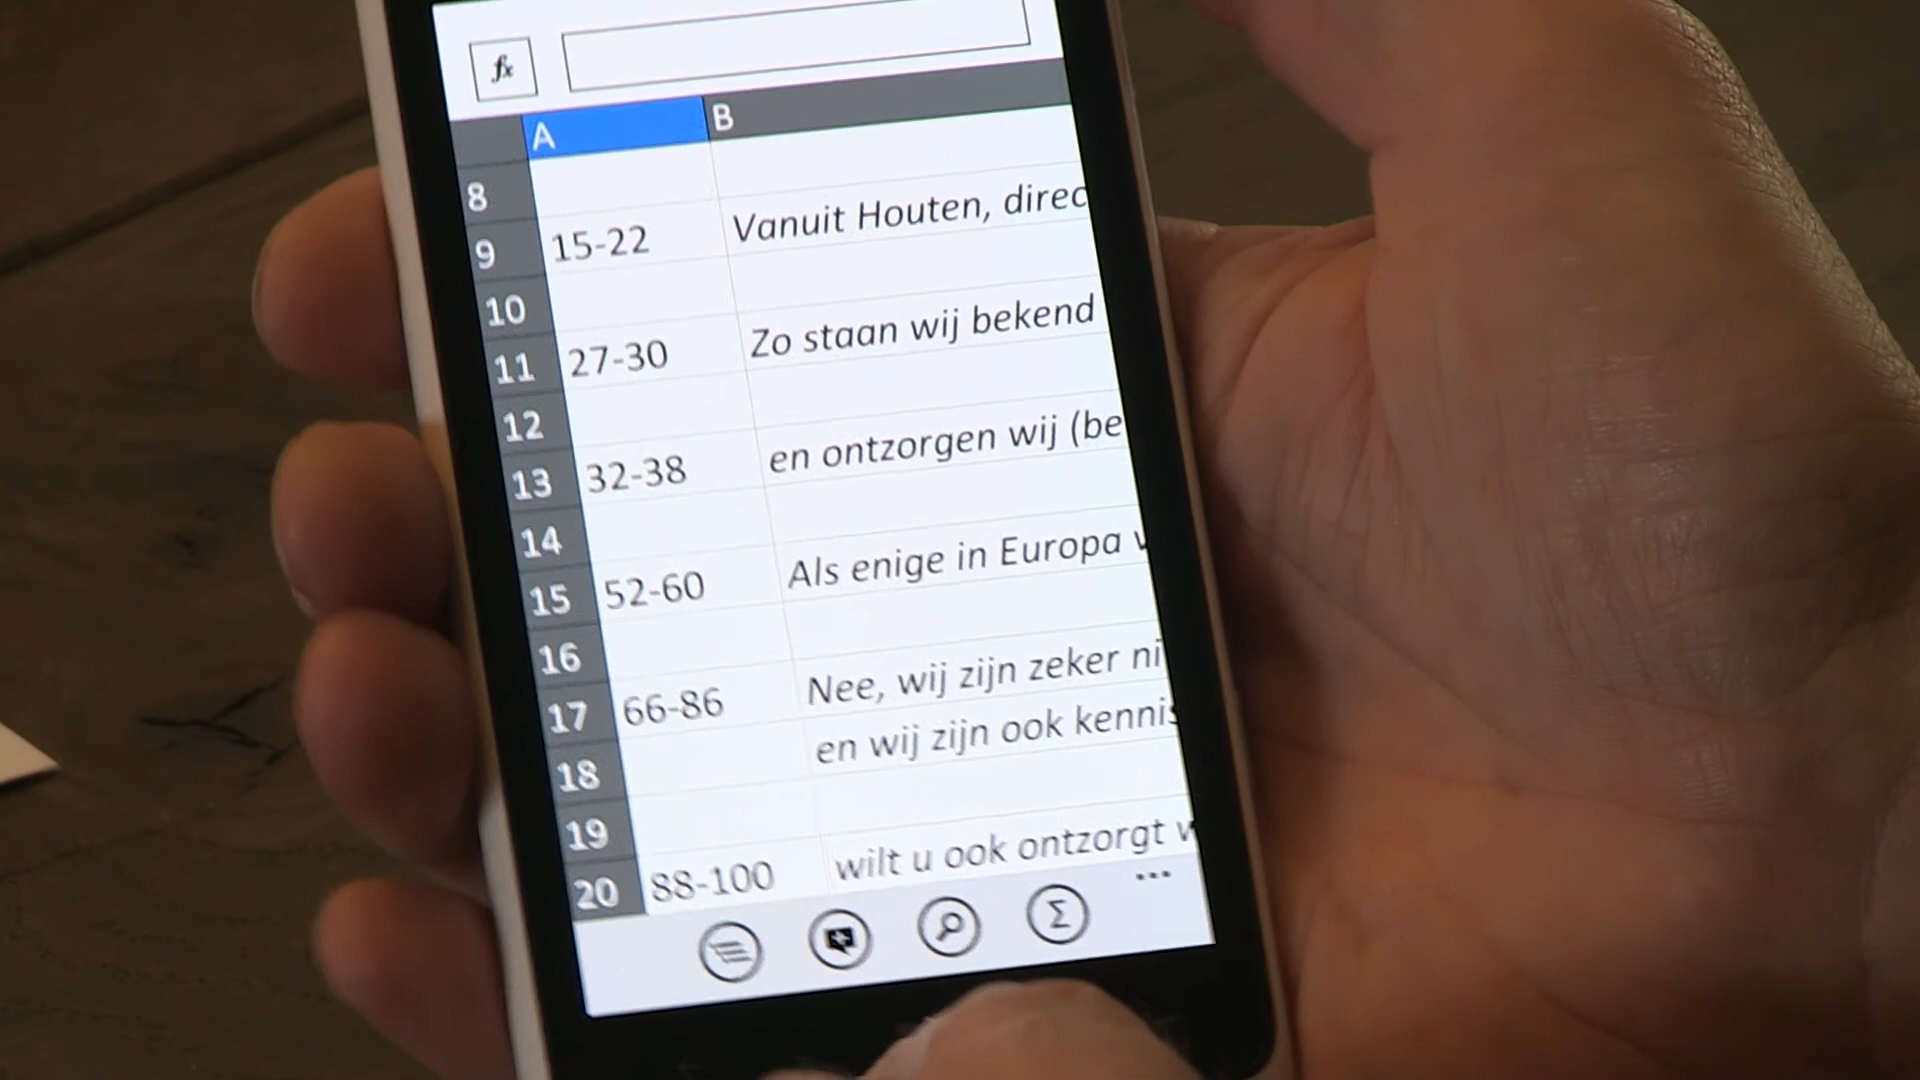 fx
A B
8
9 15-22 Vanuit Houten, direc
10
11 27-30 Zo staan wij bekend
12
13 32-38 en ontzorgen wij (be
14
15 52-60 Als enige in Europa
16
17 66-86 Nee, wij zijn zeker ni
18 en wij zijn ook kennis
19
20 88-100 wilt u ook ontzorgt
Σ